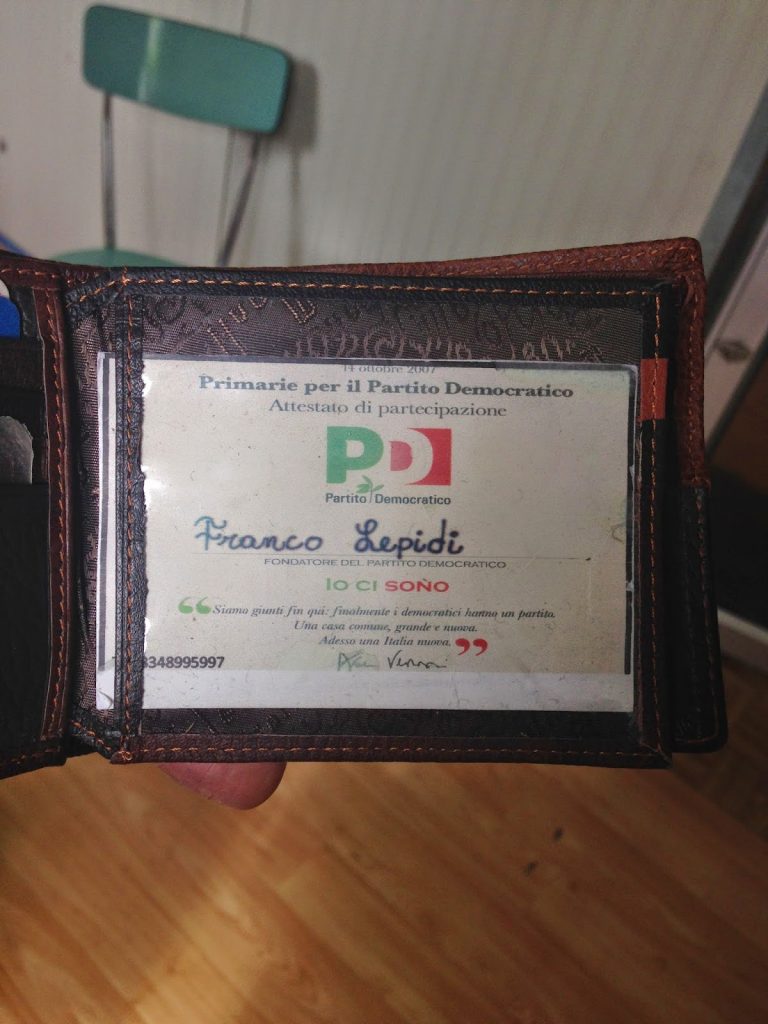 14 ottobre 2007
Primarie per il Partito Democratico
Attestato di partecipazione
PD
Partito Democratico
Franco Lepidi
FONDATORE DEL PARTITO DEMOCRATICO
IO CI SONO
“Siamo giunti fin qui: finalmente i democratici hanno un partito.
Una casa comune, grande e nuova.
Adesso una Italia nuova.”
3348995997